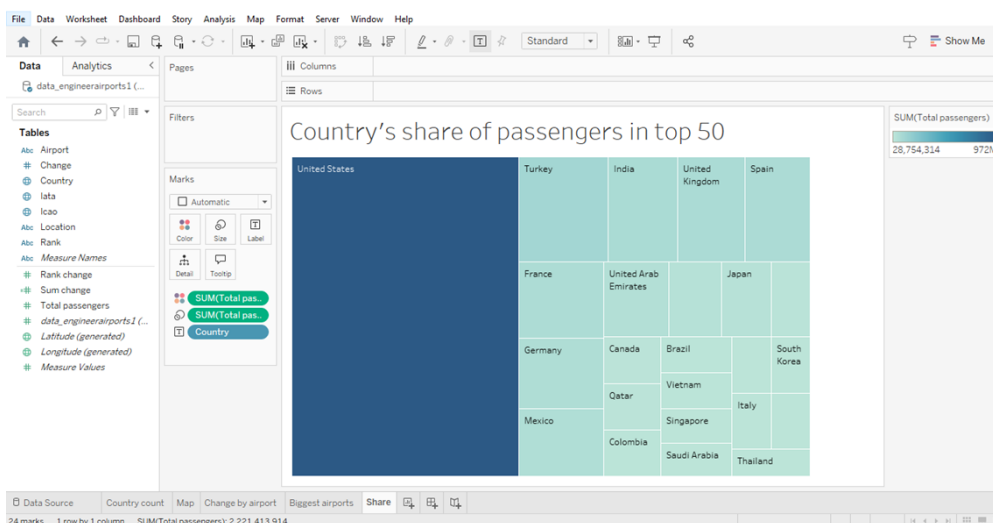 File Data Worksheet Dashboard Story Analysis Map Format Server Window Help
Standard
Show Me
Data
Analytics
data_engineerairports1 (...
Search
Tables
Abc Airport
# Change
Country
Iata
Icao
Abc Location
Abc Rank
Abc Measure Names
# Rank change
=# Sum change
# Total passengers
# data_engineerairports1 (...
Latitude (generated)
Longitude (generated)
# Measure Values
Pages
Filters
Marks
Automatic
Color Size Label
Detail Tooltip
SUM(Total pas..
SUM(Total pas..
Country
Columns
Rows
Country's share of passengers in top 50
United States
Turkey
India
United
Kingdom
Spain
France
United Arab
Emirates
Japan
Germany
Canada
Brazil
South
Korea
Vietnam
Qatar
Italy
Mexico
Singapore
Colombia
Saudi Arabia
Thailand
SUM(Total passengers)
28,754,314 972M
Data Source Country count Map Change by airport Biggest airports Share
24 marks 1 row by 1 column SUM(Total passengers): 2,221,413,914